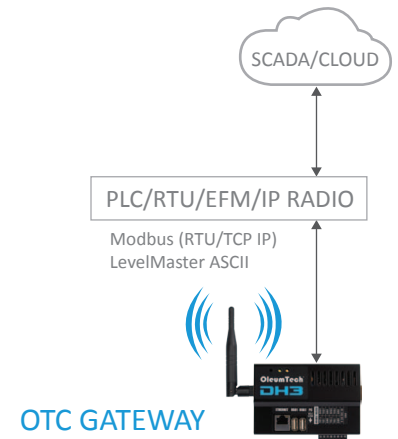 SCADA/CLOUD
PLC/RTU/EFM/IP RADIO
Modbus (RTU/TCP IP)
LevelMaster ASCII
OleumTech
DH3
OTC GATEWAY